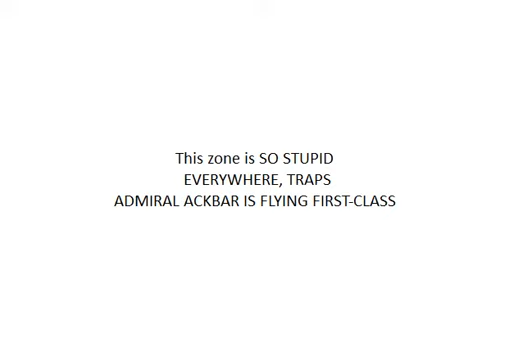 This zone is SO STUPID
EVERYWHERE, TRAPS
ADMIRAL ACKBAR IS FLYING FIRST-CLASS